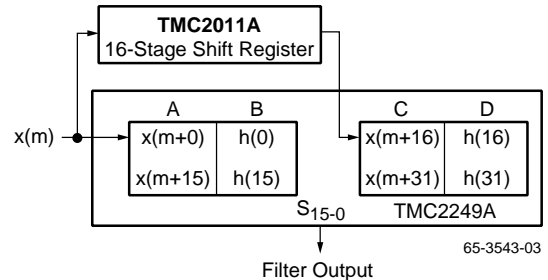 TMC2011A
16-Stage Shift Register
A B C D
x(m) x(m+0) h(0) x(m+16) h(16)
x(m+15) h(15) x(m+31) h(31)
S15-0 TMC2249A
65-3543-03
Filter Output